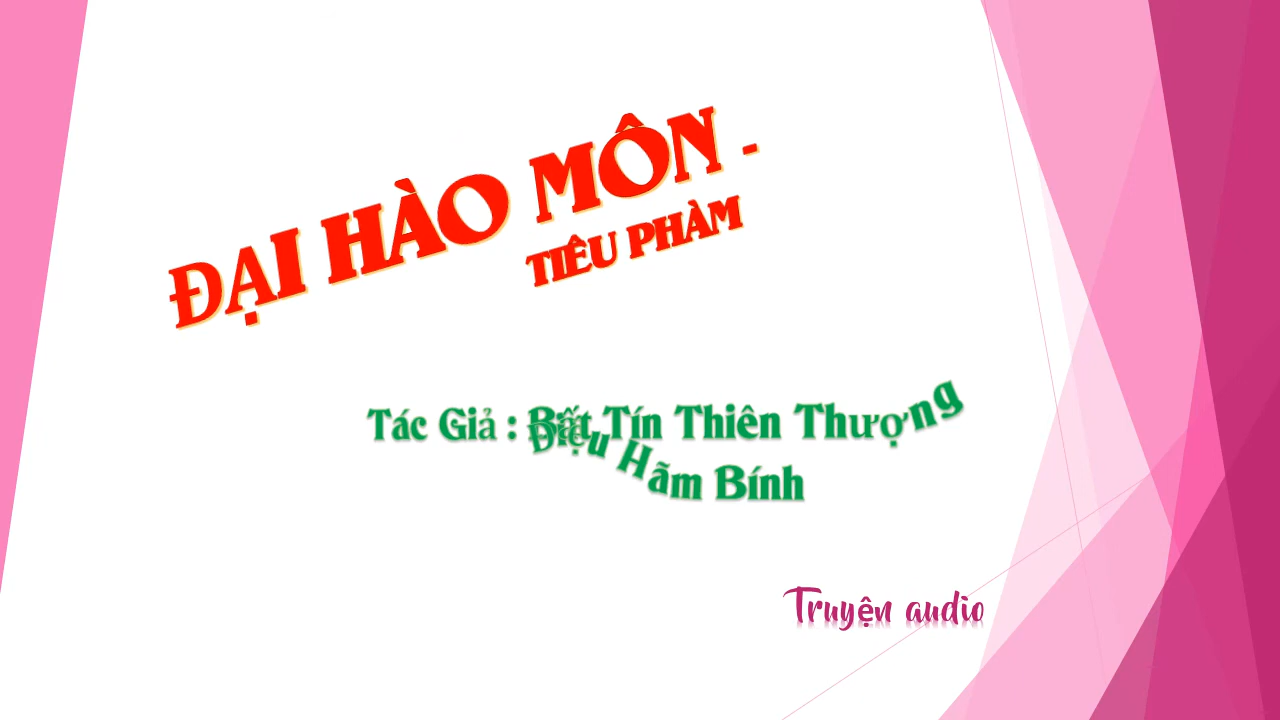 ĐẠI HÀO MÔN -
TIÊU PHÀM
Tác Giả : Bất Tín Thiên Thượng
Điệu Hãm Bính
Truyện audio